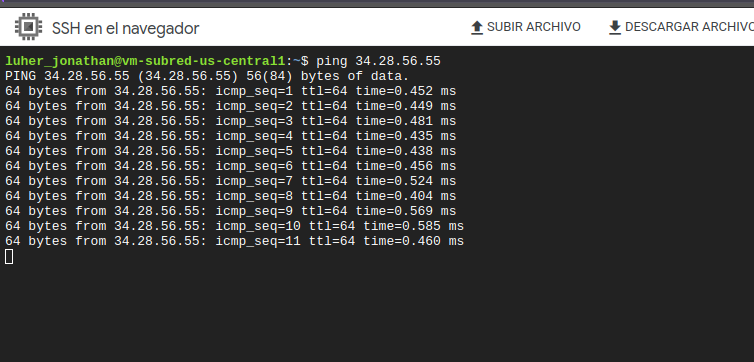 SSH en el navegador
SUBIR ARCHIVO
DESCARGAR ARCHIVO
luher_jonathan@vm-subred-us-central1:~$ ping 34.28.56.55
PING 34.28.56.55 (34.28.56.55) 56(84) bytes of data.
64 bytes from 34.28.56.55: icmp_seq=1 ttl=64 time=0.452 ms
64 bytes from 34.28.56.55: icmp_seq=2 ttl=64 time=0.449 ms
64 bytes from 34.28.56.55: icmp_seq=3 ttl=64 time=0.481 ms
64 bytes from 34.28.56.55: icmp_seq=4 ttl=64 time=0.435 ms
64 bytes from 34.28.56.55: icmp_seq=5 ttl=64 time=0.438 ms
64 bytes from 34.28.56.55: icmp_seq=6 ttl=64 time=0.456 ms
64 bytes from 34.28.56.55: icmp_seq=7 ttl=64 time=0.524 ms
64 bytes from 34.28.56.55: icmp_seq=8 ttl=64 time=0.404 ms
64 bytes from 34.28.56.55: icmp_seq=9 ttl=64 time=0.569 ms
64 bytes from 34.28.56.55: icmp_seq=10 ttl=64 time=0.585 ms
64 bytes from 34.28.56.55: icmp_seq=11 ttl=64 time=0.460 ms